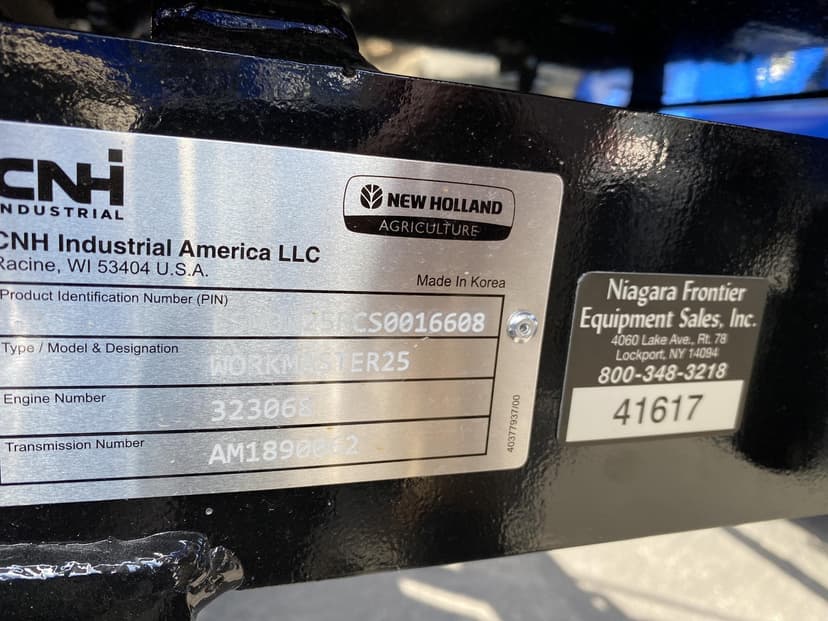 CNH
INDUSTRIAL
NEW HOLLAND
AGRICULTURE
CNH Industrial America LLC
Racine, WI 53404 U.S.A.
Made In Korea
Product Identification Number (PIN)
Type / Model & Designation
WORKMASTER25
Engine Number
Transmission Number
40377937/00
Niagara Frontier
Equipment Sales, Inc.
4060 Lake Ave., Rt. 78
Lockport, NY 14094
800-348-3218
41617